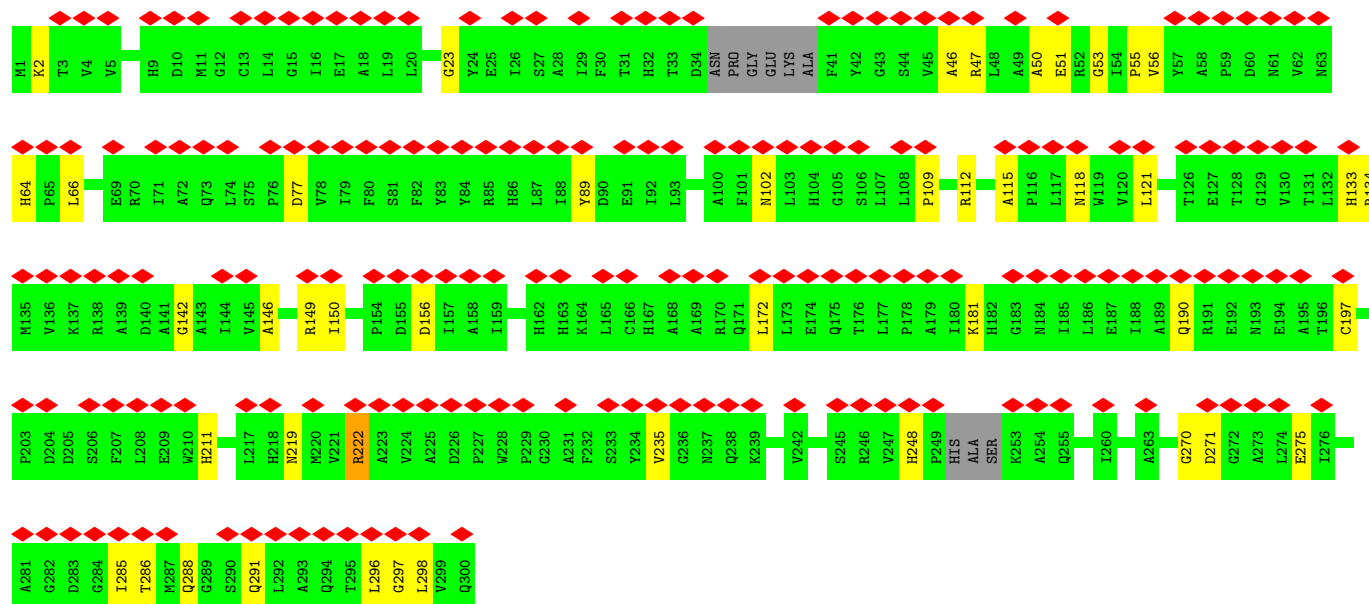 M1 K2 T3 V4 V5 H9 D10 M11 G12 C13 L14 G15 I16 E17 A18 L19 L20 G23 Y24 E25 I26 S27 A28 I29 F30 T31 H32 T33 D34 ASN PRO GLY GLU LYS ALA F41 Y42 G43 S44 V45 A46 R47 L48 A49 A50 E51 R52 G53 I54 P55 V56 Y57 A58 P59 D60 N61 V62 N63
H64 P65 L66 E69 R70 I71 A72 Q73 L74 S75 P76 D77 V78 I79 F80 S81 F82 Y83 Y84 R85 H86 L87 I88 Y89 D90 E91 I92 L93 A100 F101 N102 L103 H104 G105 S106 L107 L108 P109 R112 A115 P116 L117 N118 W119 V120 L121 T126 E127 T128 G129 V130 T131 L132 H133 R134
M135 V136 K137 R138 A139 D140 A141 G142 A143 I144 V145 A146 R149 I150 P154 D155 D156 I157 A158 I159 H162 H163 K164 L165 C166 H167 A168 A169 R170 Q171 L172 L173 E174 Q175 T176 L177 P178 A179 I180 K181 H182 G183 N184 I185 L186 E187 I188 A189 Q190 R191 E192 N193 E194 A195 T196 C197
P203 D204 D205 S206 F207 L208 E209 W210 H211 L217 H218 N219 M220 V221 R222 A223 V224 A225 D226 P227 W228 P229 G230 A231 F232 S233 Y234 V235 G236 N237 Q238 K239 V242 S245 R246 V247 H248 P249 HIS ALA SER K253 A254 Q255 I260 A263 G270 D271 G272 A273 L274 E275 I276
A281 G282 D283 G284 I285 T286 M287 Q288 G289 S290 Q291 L292 A293 Q294 T295 L296 G297 L298 V299 Q300